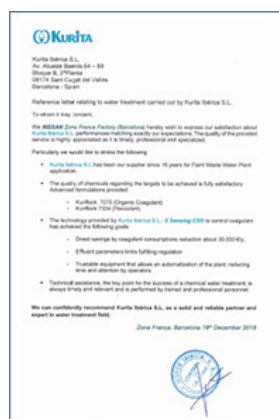 KURITA
Kurita Ibérica S.L.
Av. Alcalde Barnils 64 – 68
Bloque B, 2ªPlanta
08174 Sant Cugat del Vallés
Barcelona - Spain
Reference letter relating to water treatment carried out by Kurita Ibérica S.L.
To whom it may concern,
We NISSAN Zona Franca Factory (Barcelona) hereby wish to express our satisfaction about
Kurita Ibérica S.L. performances matching exactly our expectations. The quality of the provided
service is highly appreciated as it is timely, professional and specialized.
Particularly we would like to stress the following:
• Kurita Ibérica S.L has been our supplier since 16 years for Paint Waste Water Plant
application.
• The quality of chemicals regarding the targets to be achieved is fully satisfactory.
Advanced formulations provided:
- Kuriflock (Organic Coagulant)
- Kuriflock (Flocculant)
• The technology provided by Kurita Ibérica S.L.: S.Sensing CSS to control coagulant
has achieved the following goals:
- Direct savings by coagulant consumptions reduction about 30.000 €/y.
- Effluent parameters limits fulfilling regulation
- Trustable equipment that allows an automatization of the plant, reducing
time and attention by operators
• Technical assistance, the key point for the success of a chemical water treatment, is
always timely and relevant and is performed by trained and professional personnel.
We can confidently recommend Kurita Ibérica S.L. as a solid and reliable partner and
expert in water treatment field.
Zona Franca, Barcelona 19th December 2018